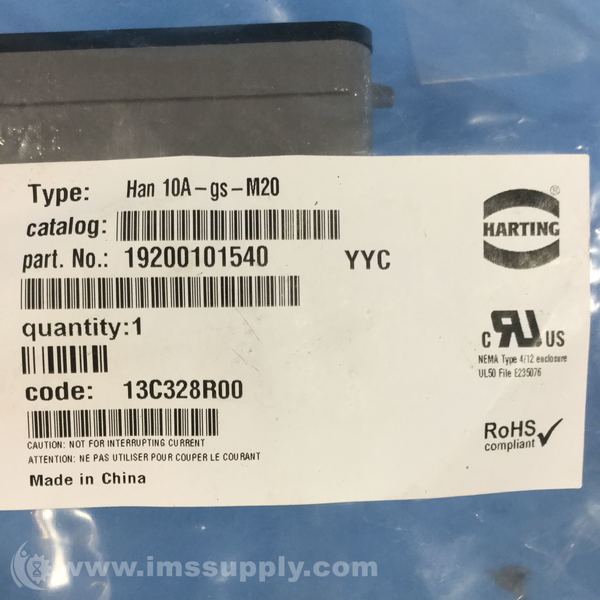 Type: Han 10A-gs-M20
catalog:
part. No.: 19200101540 YYC
quantity:1
code: 13C328R00
CAUTION: NOT FOR INTERRUPTING CURRENT
ATTENTION: NE PAS UTILISER POUR COUPER LE COURANT
Made in China
®
HARTING
c RU US
NEMA Type 4/12 enclosure
UL50 File E235076
RoHS
compliant
www.imssupply.com